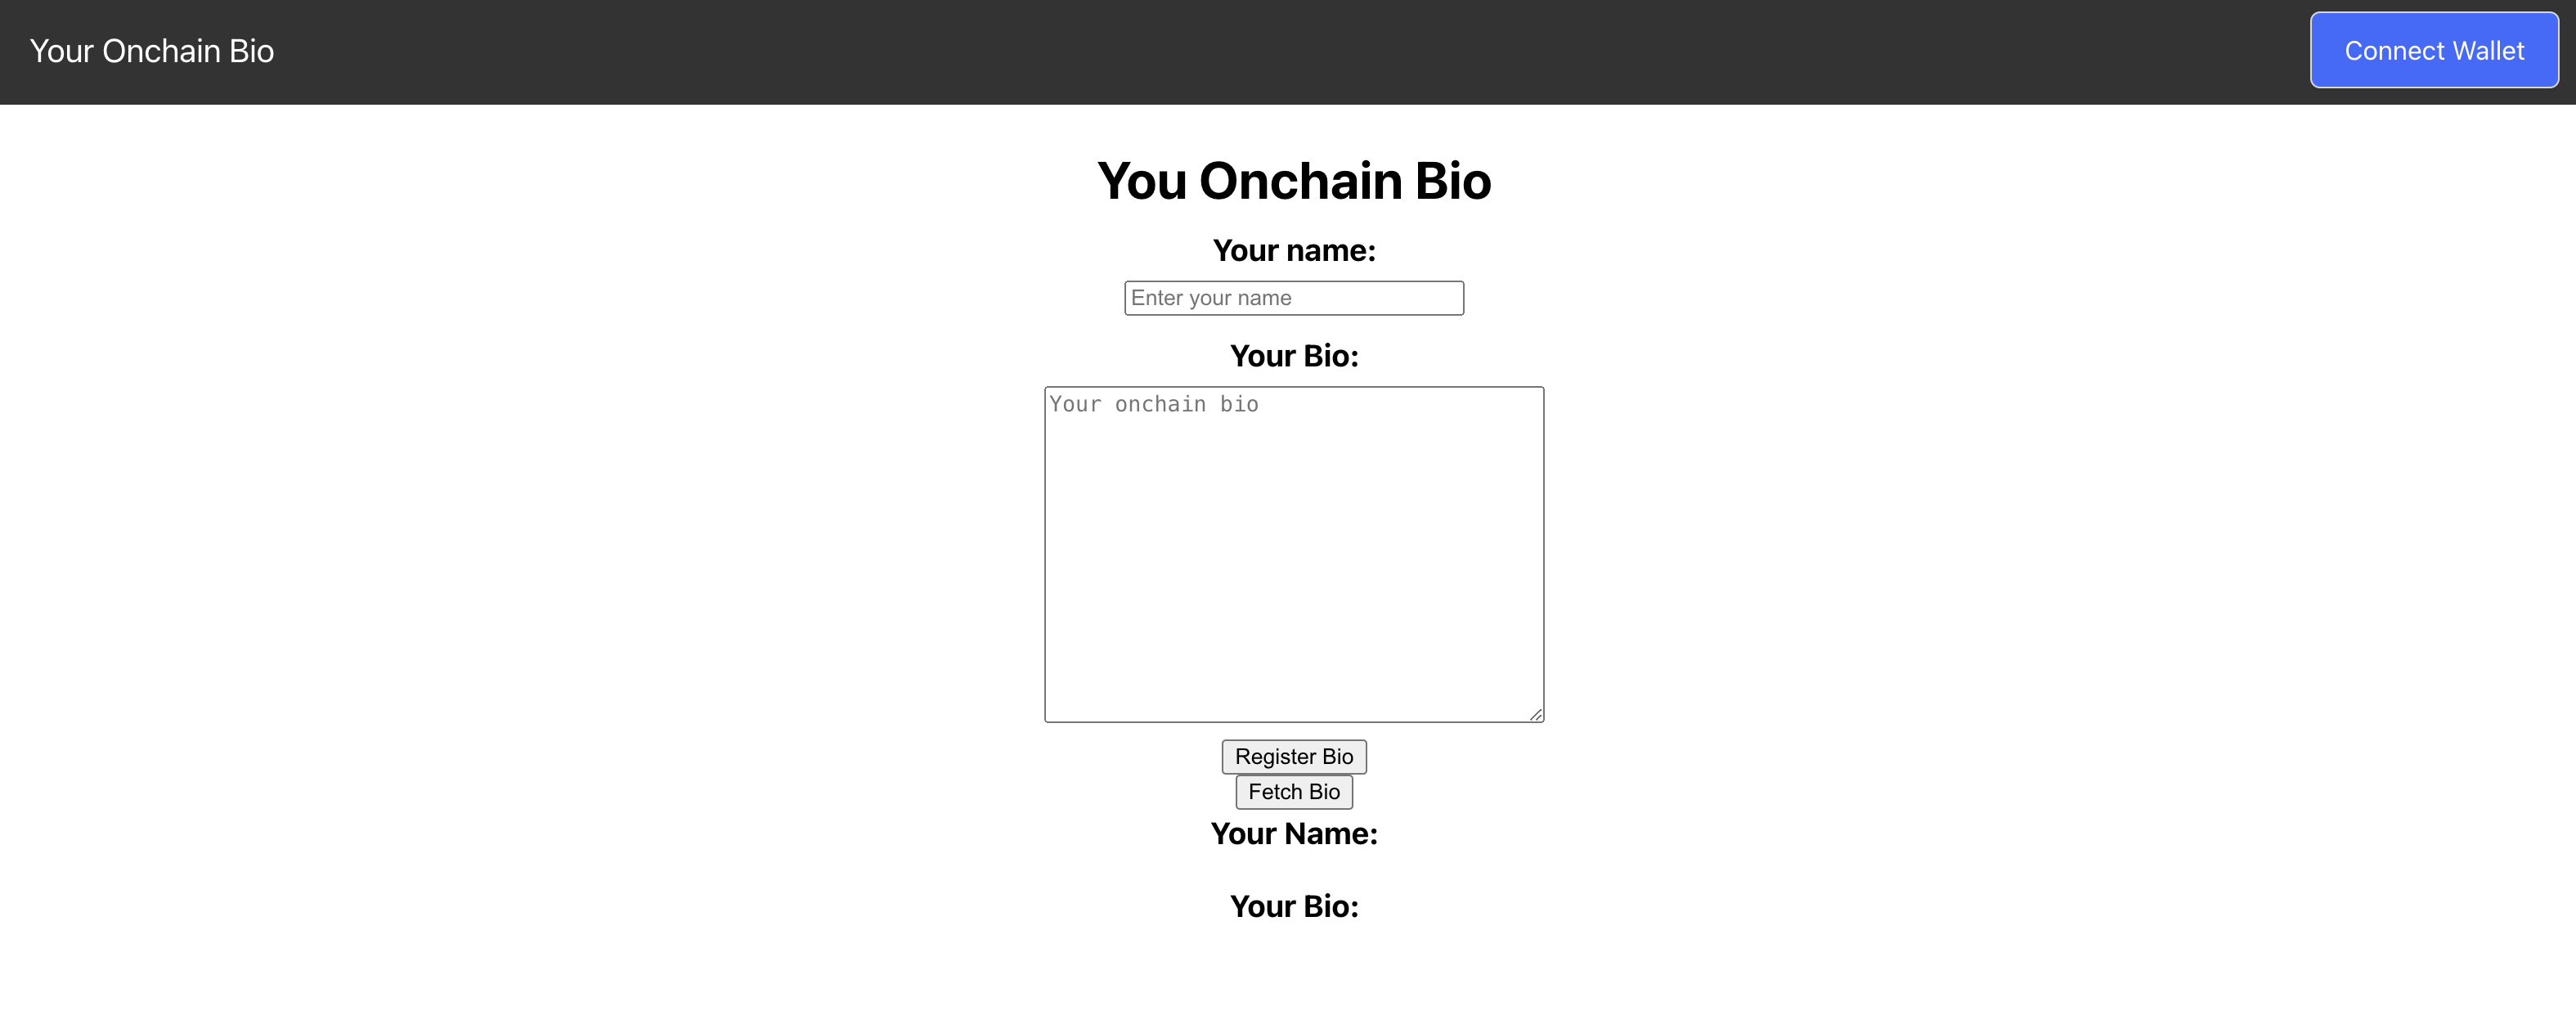 Your Onchain Bio
Connect Wallet
You Onchain Bio
Your name:
Enter your name
Your Bio:
Your onchain bio
Register Bio
Fetch Bio
Your Name:
Your Bio: